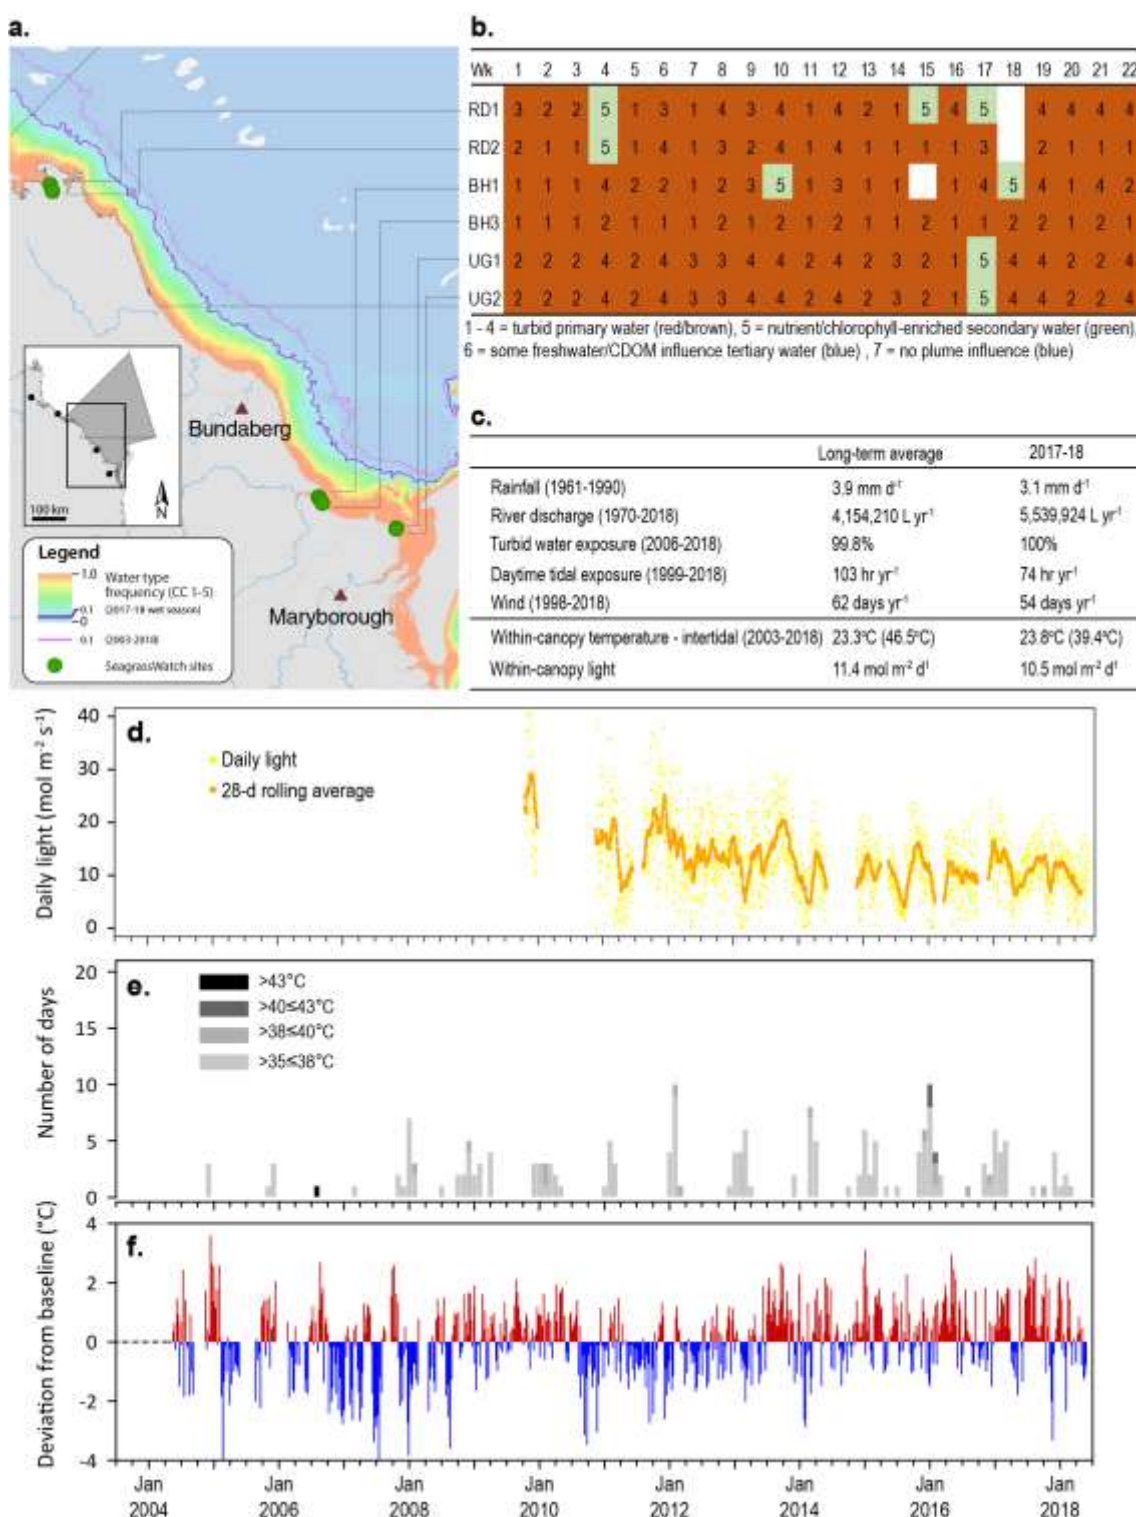 a.
Bundaberg
Maryborough
100 km
N
Legend
1.0
Water type
frequency (CC 1-5)
0.1 (2017-18 wet season)
0
0.1 (2003-2018)
SeagrassWatch sites
b.
Wk 1 2 3 4 5 6 7 8 9 10 11 12 13 14 15 16 17 18 19 20 21 22
RD1 3 2 2 5 1 3 1 4 3 4 1 4 2 1 5 4 5 4 4 4 4
RD2 2 1 1 5 1 4 1 3 2 4 1 4 1 1 1 1 3 2 1 1 1
BH1 1 1 1 4 2 2 1 2 3 5 1 3 1 1 1 4 5 4 1 4 2
BH3 1 1 1 2 1 1 1 2 1 2 1 2 1 1 2 1 1 2 2 1 2 1
UG1 2 2 2 4 2 4 3 3 4 4 2 4 2 3 2 1 5 4 4 2 2 4
UG2 2 2 2 4 2 4 3 3 4 4 2 4 2 3 2 1 5 4 4 2 2 4
1 - 4 = turbid primary water (red/brown), 5 = nutrient/chlorophyll-enriched secondary water (green),
6 = some freshwater/CDOM influence tertiary water (blue) , 7 = no plume influence (blue)
c.
Long-term average 2017-18
Rainfall (1961-1990) 3.9 mm d⁻¹ 3.1 mm d⁻¹
River discharge (1970-2018) 4,154,210 L yr⁻¹ 5,539,924 L yr⁻¹
Turbid water exposure (2006-2018) 99.8% 100%
Daytime tidal exposure (1999-2018) 103 hr yr⁻¹ 74 hr yr⁻¹
Wind (1998-2018) 62 days yr⁻¹ 54 days yr⁻¹
Within-canopy temperature - intertidal (2003-2018) 23.3ºC (46.5ºC) 23.8ºC (39.4ºC)
Within-canopy light 11.4 mol m⁻² d¹ 10.5 mol m⁻² d¹
d.
Daily light (mol m⁻² s⁻¹)
40
30
20
10
0
Daily light
28-d rolling average
e.
Number of days
20
15
10
5
0
>43°C
>40≤43°C
>38≤40°C
>35≤38°C
f.
Deviation from baseline (°C)
4
2
0
-2
-4
Jan Jan Jan Jan Jan Jan Jan Jan
2004 2006 2008 2010 2012 2014 2016 2018